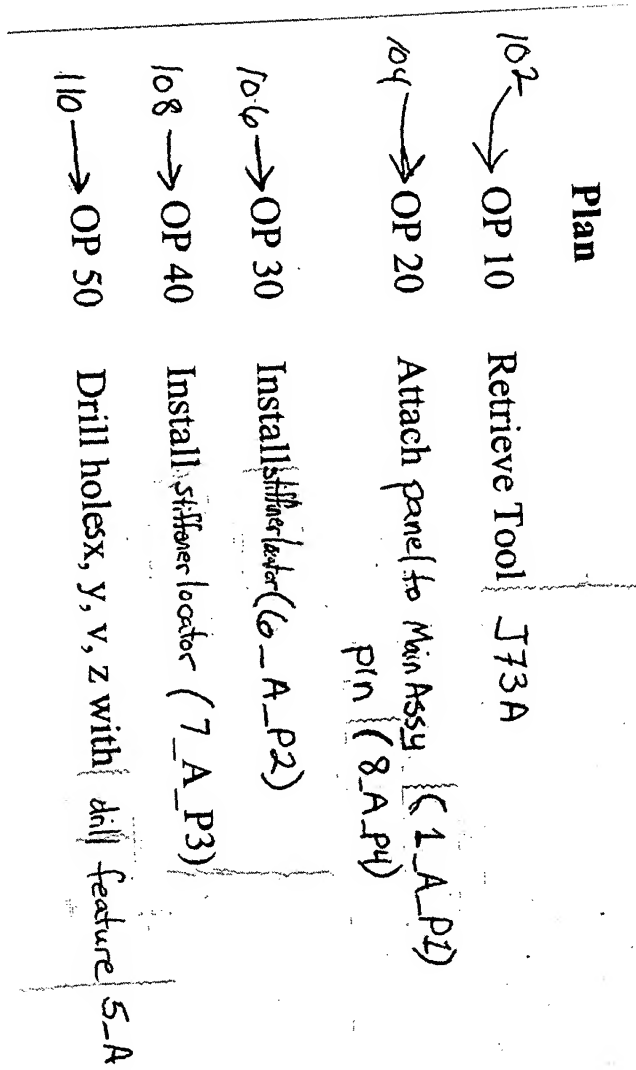 Plan
102 → OP 10 Retrieve Tool J73A
104 → OP 20 Attach panel to Main Assy (1_A_P1)
pin (8_A_P4)
106 → OP 30 Install stiffner locator (6_A_P2)
108 → OP 40 Install stiffener locator (7_A_P3)
110 → OP 50 Drill holesx, y, v, z with drill feature 5_A